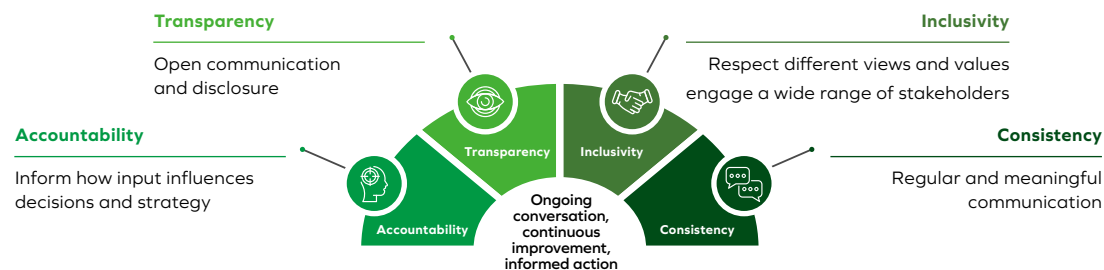 Transparency
Open communication
and disclosure
Inclusivity
Respect different views and values
engage a wide range of stakeholders
Accountability
Inform how input influences
decisions and strategy
Consistency
Regular and meaningful
communication
Transparency
Inclusivity
Accountability
Consistency
Ongoing
conversation,
continuous
improvement,
informed action